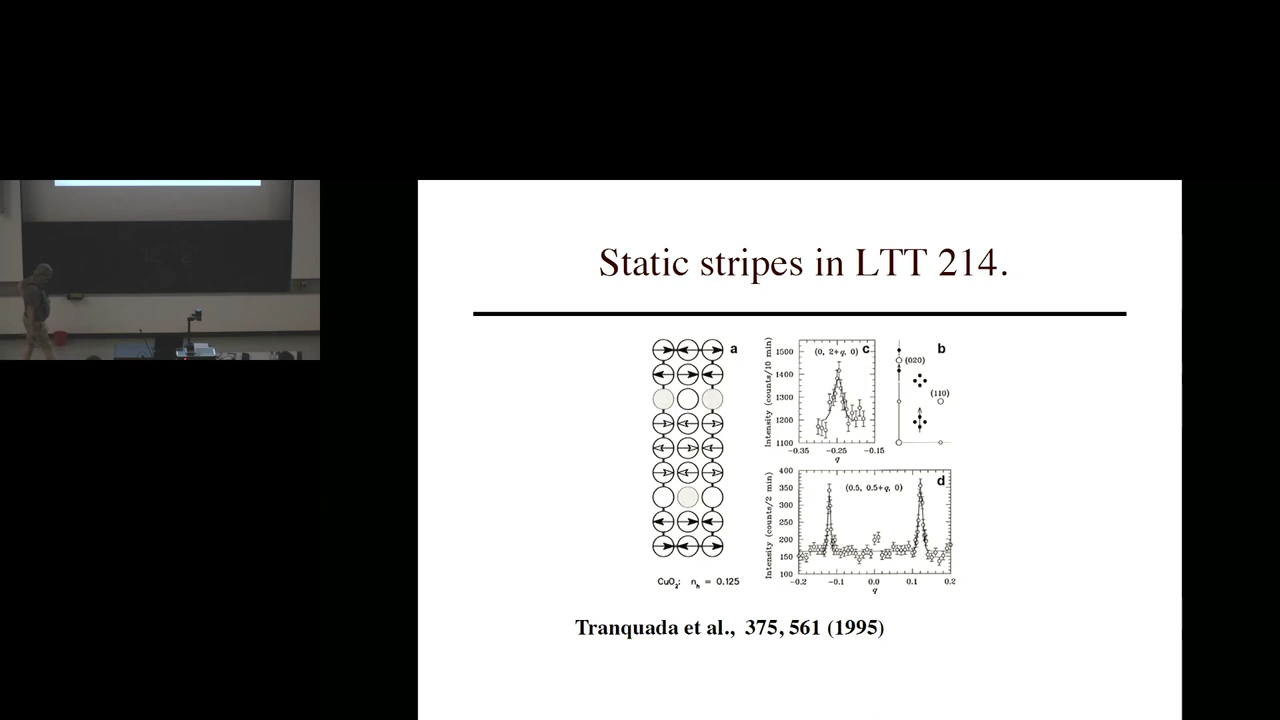 Static stripes in LTT 214.
a
CuO₂: nₕ = 0.125
c
(0, 2+q, 0)
Intensity (counts/10 min)
1500
1400
1300
1200
1100
−0.35 −0.25 −0.15
q
b
(020)
(110)
d
(0.5, 0.5+q, 0)
Intensity (counts/2 min)
400
350
300
250
200
150
100
−0.2 −0.1 0.0 0.1 0.2
q
Tranquada et al., 375, 561 (1995)